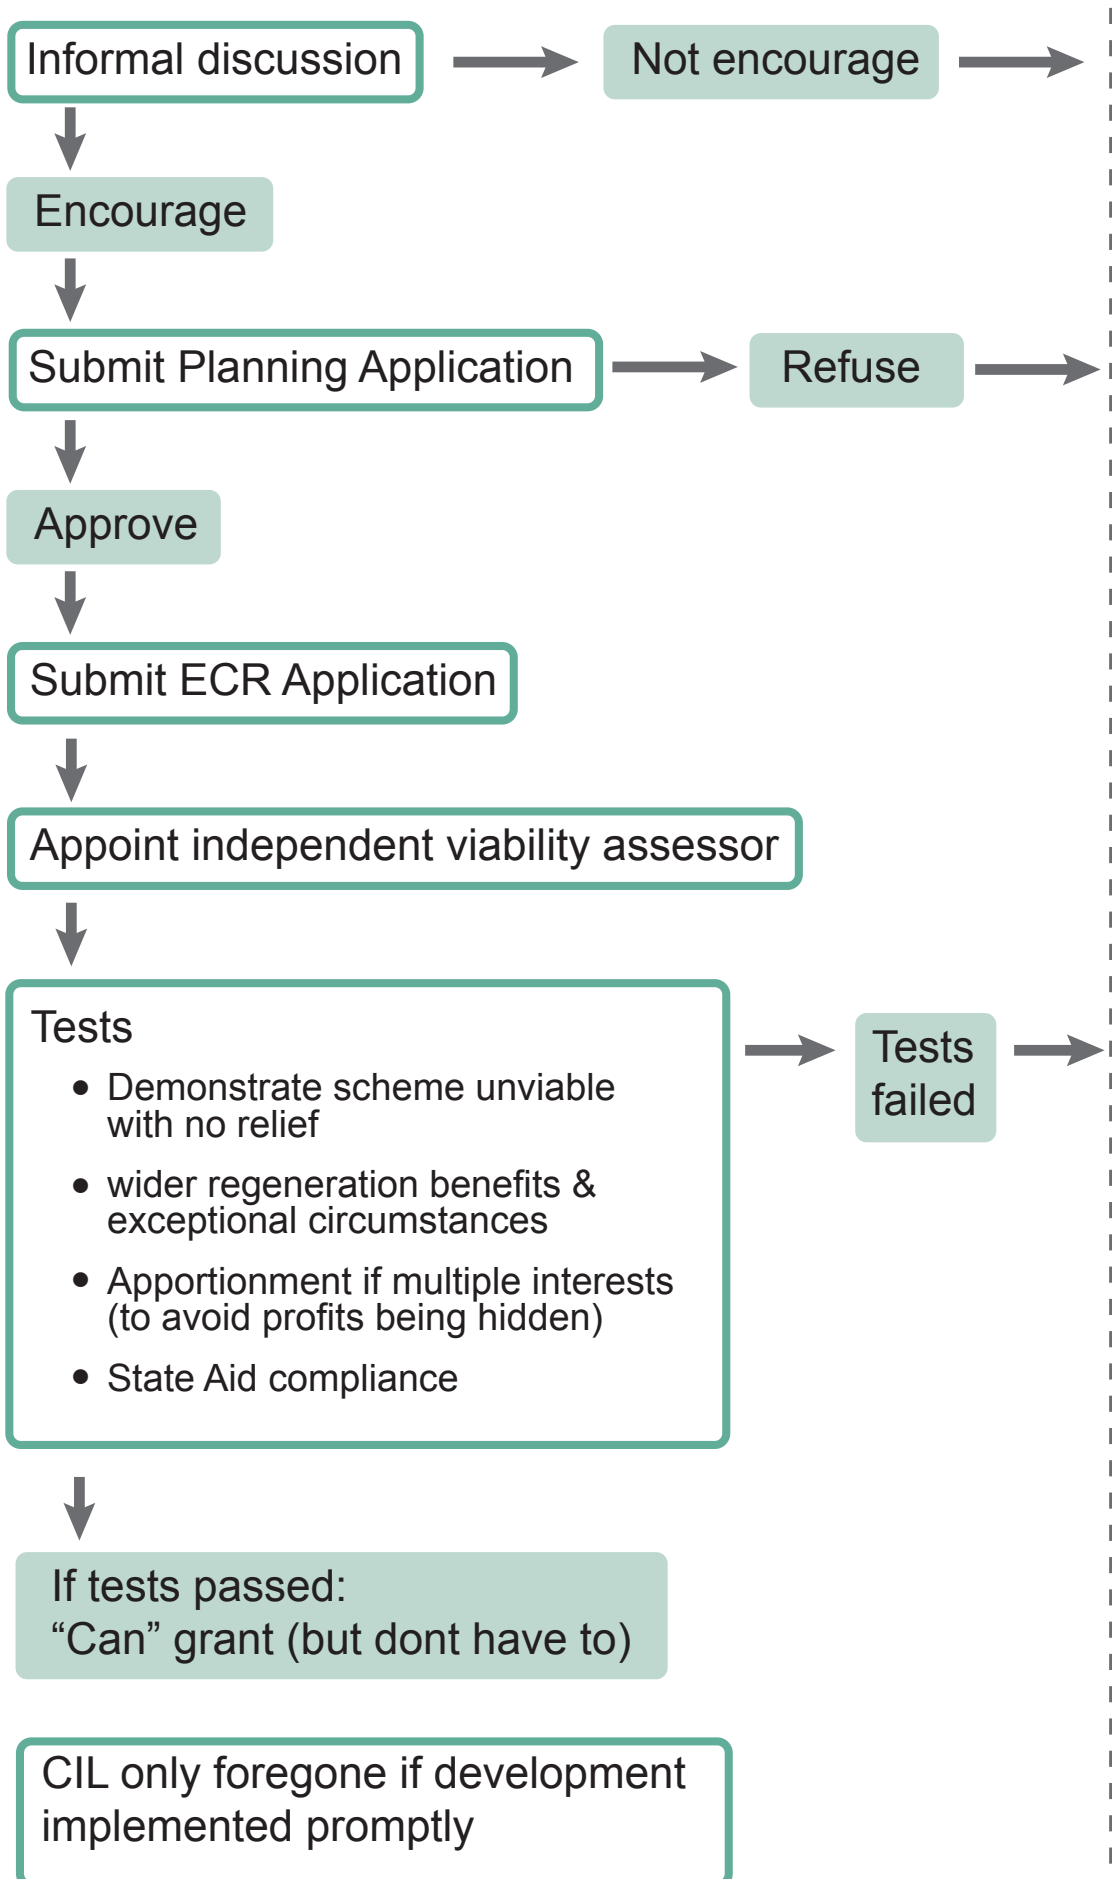 Informal discussion
Not encourage
Encourage
Submit Planning Application
Refuse
Approve
Submit ECR Application
Appoint independent viability assessor
Tests
• Demonstrate scheme unviable
with no relief
• wider regeneration benefits &
exceptional circumstances
• Apportionment if multiple interests
(to avoid profits being hidden)
• State Aid compliance
Tests
failed
If tests passed:
“Can” grant (but dont have to)
CIL only foregone if development
implemented promptly